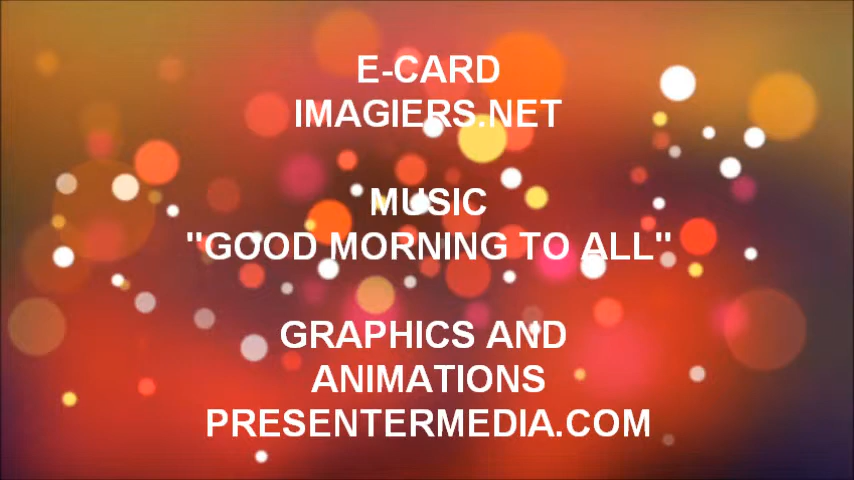 E-CARD
IMAGIERS.NET
MUSIC
"GOOD MORNING TO ALL"
GRAPHICS AND
ANIMATIONS
PRESENTERMEDIA.COM